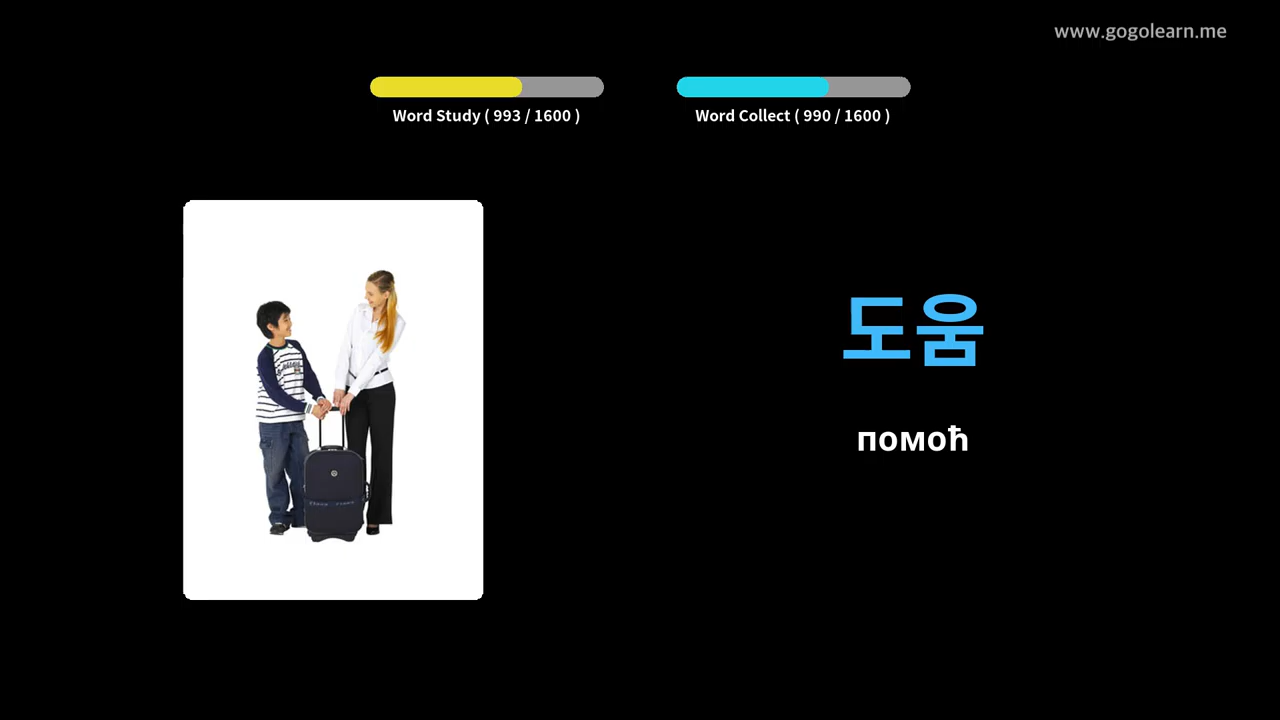 www.gogolearn.me
Word Study ( 993 / 1600 )
Word Collect ( 990 / 1600 )
도움
помоћ